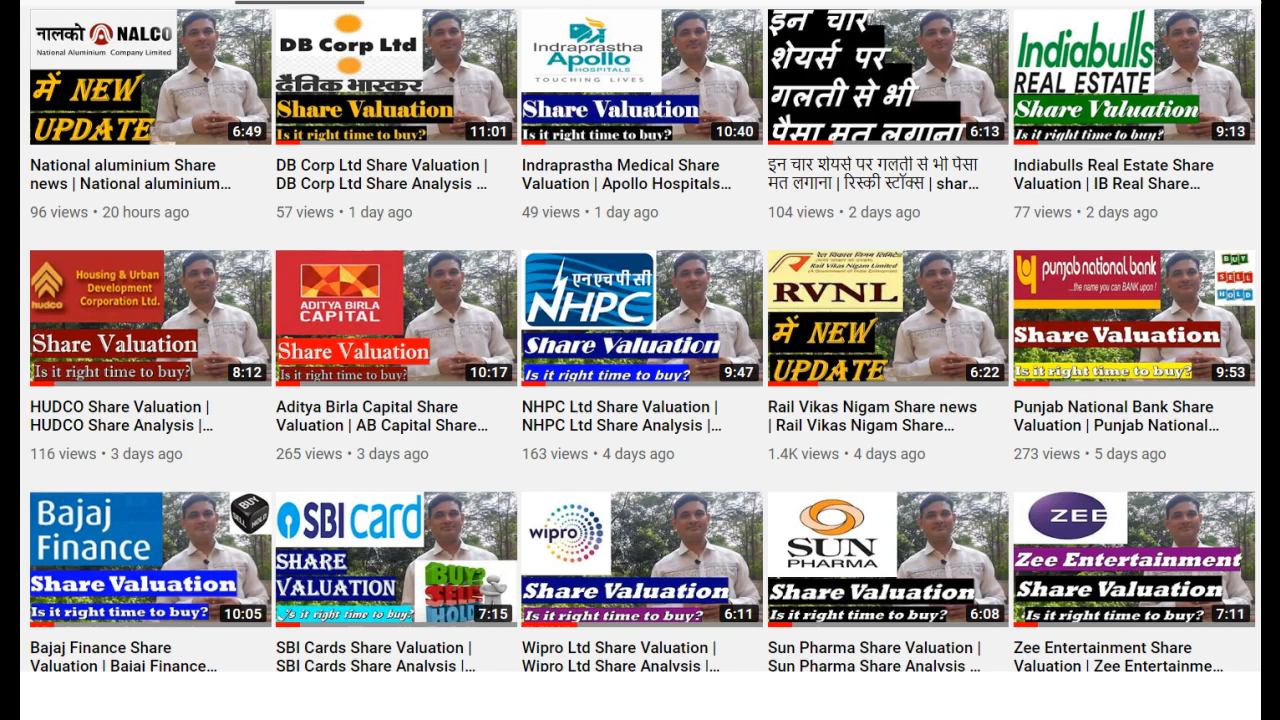 नालको NALCO
National Aluminium Company Limited
में NEW
UPDATE
6:49
National aluminium Share
news | National aluminium...
96 views • 20 hours ago
DB Corp Ltd
दैनिक भास्कर
Share Valuation
Is it right time to buy?
11:01
DB Corp Ltd Share Valuation |
DB Corp Ltd Share Analysis ...
57 views • 1 day ago
Indraprastha
Apollo
HOSPITALS
TOUCHING LIVES
Share Valuation
Is it right time to buy?
10:40
Indraprastha Medical Share
Valuation | Apollo Hospitals...
49 views • 1 day ago
इन चार
शेयर्स पर
गलती से भी
पैसा मत लगाना
6:13
इन चार शेयर्स पर गलती से भी पैसा
मत लगाना | रिस्की स्टॉक्स | shar...
104 views • 2 days ago
Indiabulls
REAL ESTATE
Share Valuation
Is it right time to buy?
9:13
Indiabulls Real Estate Share
Valuation | IB Real Share...
77 views • 2 days ago
hudco
Housing & Urban
Development
Corporation Ltd.
Share Valuation
Is it right time to buy?
8:12
HUDCO Share Valuation |
HUDCO Share Analysis |...
116 views • 3 days ago
ADITYA BIRLA
CAPITAL
Share Valuation
Is it right time to buy?
10:17
Aditya Birla Capital Share
Valuation | AB Capital Share...
265 views • 3 days ago
एन एच पी सी
NHPC
Share Valuation
Is it right time to buy?
9:47
NHPC Ltd Share Valuation |
NHPC Ltd Share Analysis |...
163 views • 4 days ago
रेल विकास निगम लिमिटेड
Rail Vikas Nigam Limited
RVNL
में NEW
UPDATE
6:22
Rail Vikas Nigam Share news
| Rail Vikas Nigam Share...
1.4K views • 4 days ago
punjab national bank
...the name you can BANK upon !
BUY
SELL
HOLD
Share Valuation
Is it right time to buy?
9:53
Punjab National Bank Share
Valuation | Punjab National...
273 views • 5 days ago
Bajaj
Finance
BUY
SELL
HOLD
Share Valuation
Is it right time to buy?
10:05
Bajaj Finance Share
Valuation | Bajaj Finance...
SBI card
SHARE
VALUATION
Is it right time to buy?
BUY?
SELL
HOLD
7:15
SBI Cards Share Valuation |
SBI Cards Share Analysis |...
wipro
Share Valuation
Is it right time to buy?
6:11
Wipro Ltd Share Valuation |
Wipro Ltd Share Analysis |...
SUN
PHARMA
Share Valuation
Is it right time to buy?
6:08
Sun Pharma Share Valuation |
Sun Pharma Share Analysis ...
ZEE
Zee Entertainment
Share Valuation
Is it right time to buy?
7:11
Zee Entertainment Share
Valuation | Zee Entertainme...